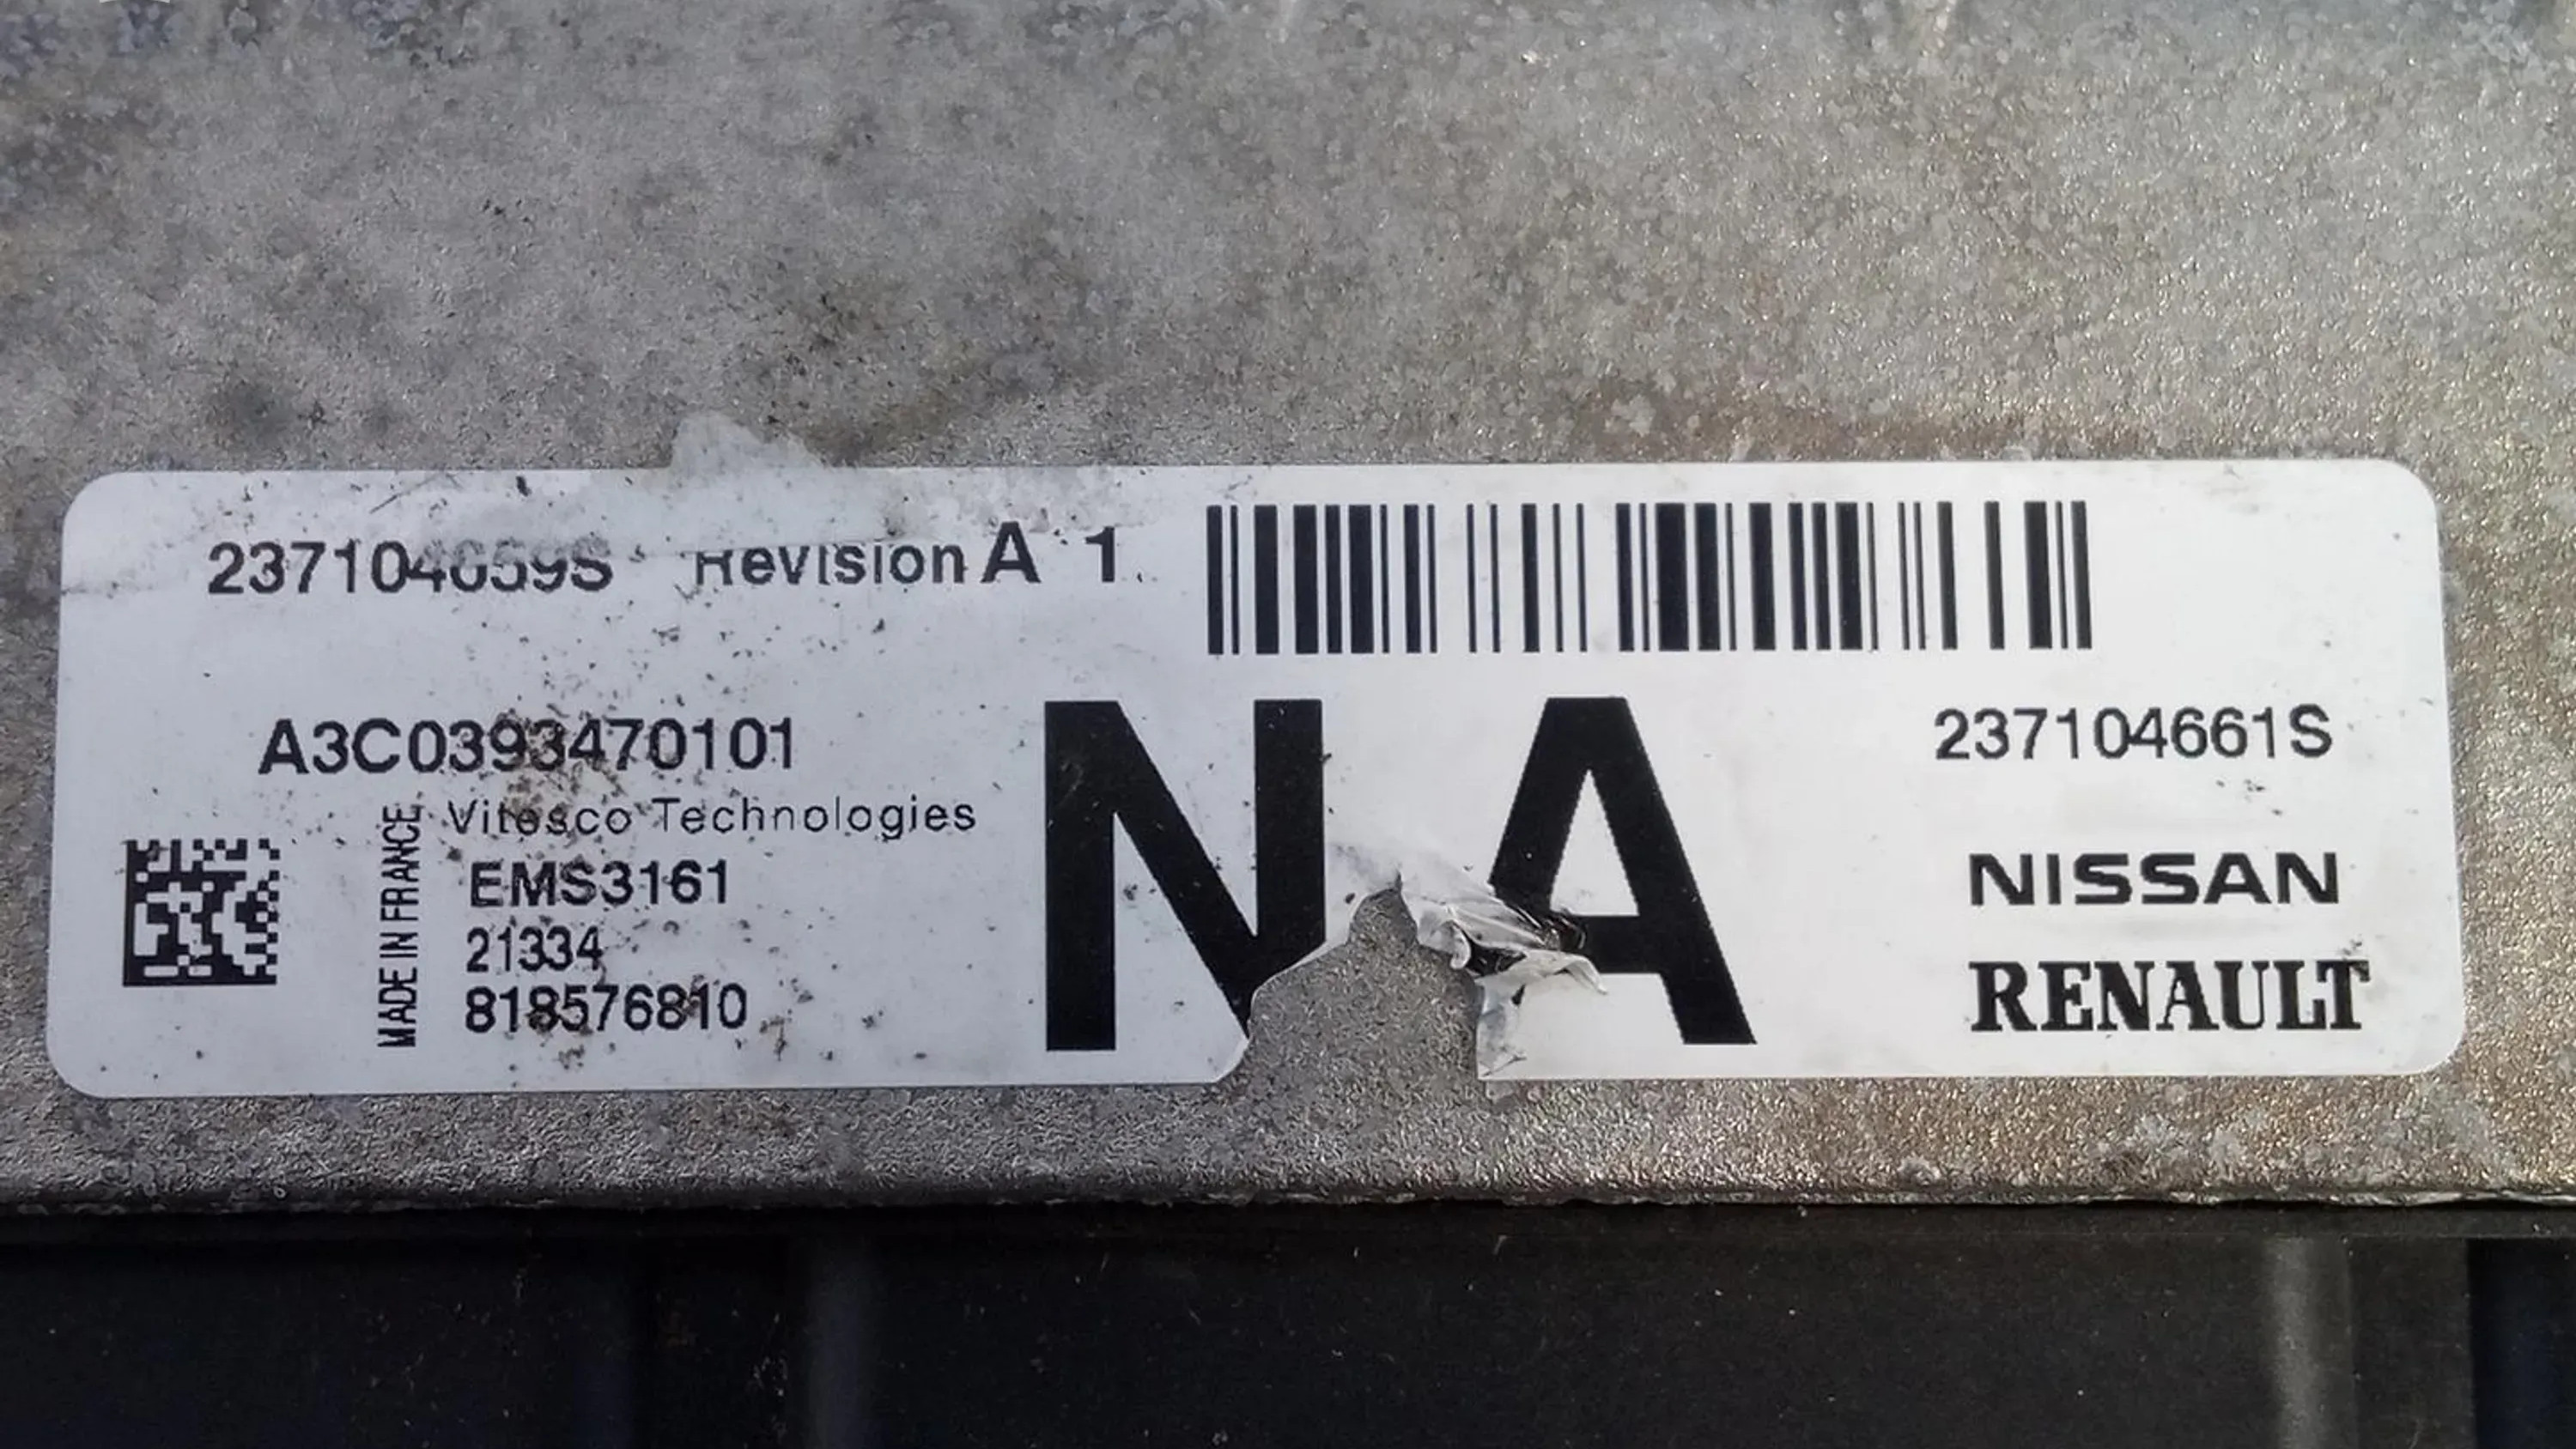 237104659S Revision A 1
A3C0393470101
Vitesco Technologies
MADE IN FRANCE
EMS3161
21334
818576810
NA
237104661S
NISSAN
RENAULT